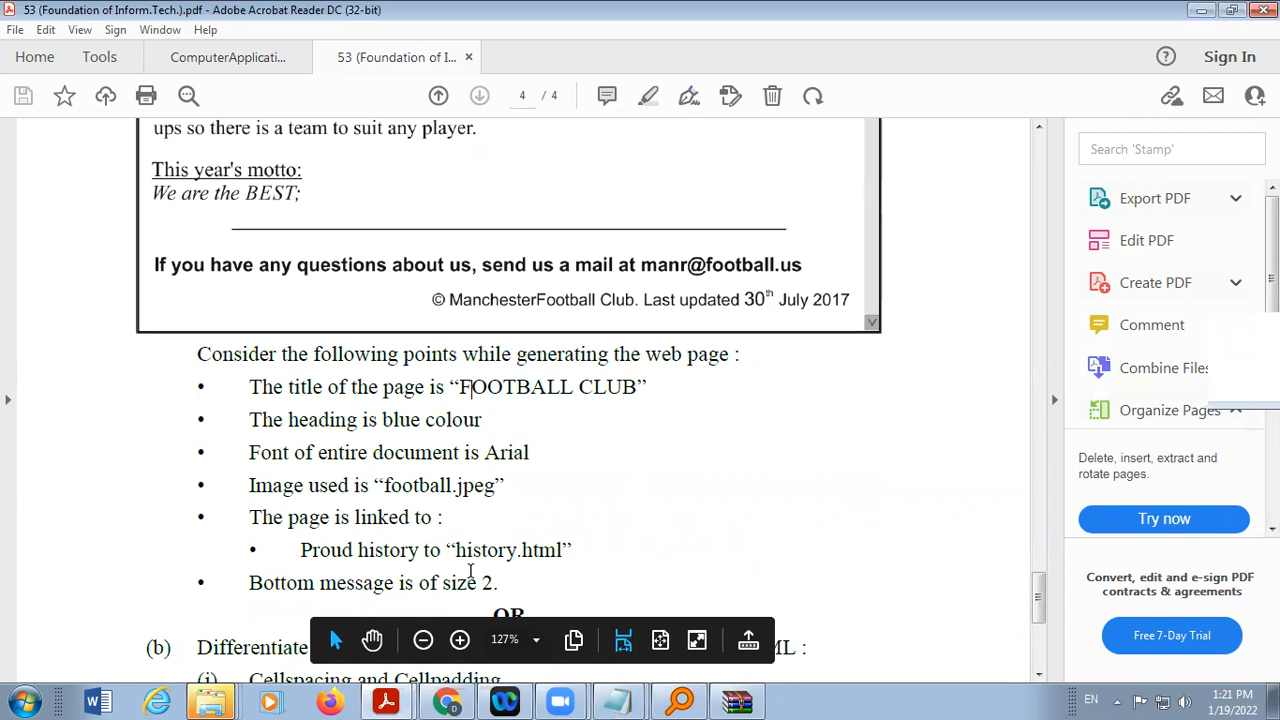 53 (Foundation of Inform.Tech.).pdf - Adobe Acrobat Reader DC (32-bit)
File Edit View Sign Window Help
Home Tools ComputerApplicati... 53 (Foundation of I... × Sign In
4 / 4
Search 'Stamp'
ups so there is a team to suit any player.
This year's motto:
We are the BEST;
If you have any questions about us, send us a mail at manr@football.us
© ManchesterFootball Club. Last updated 30th July 2017
Consider the following points while generating the web page :
• The title of the page is “FOOTBALL CLUB”
• The heading is blue colour
• Font of entire document is Arial
• Image used is “football.jpeg”
• The page is linked to :
• Proud history to “history.html”
• Bottom message is of size 2.
OR
(b) Differentiate ML :
(i) Cellspacing and Cellpadding
127%
Export PDF
Edit PDF
Create PDF
Comment
Combine Files
Organize Pages
Delete, insert, extract and
rotate pages.
Try now
Convert, edit and e-sign PDF
contracts & agreements
Free 7-Day Trial
EN
1:21 PM
1/19/2022